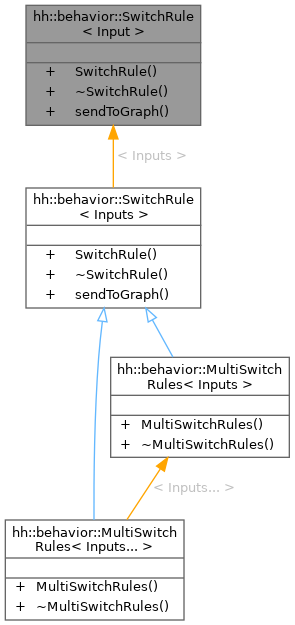 hh::behavior::SwitchRule
< Input >
+ SwitchRule()
+ ~SwitchRule()
+ sendToGraph()
< Inputs >
hh::behavior::SwitchRule
< Inputs >
+ SwitchRule()
+ ~SwitchRule()
+ sendToGraph()
hh::behavior::MultiSwitch
Rules< Inputs >
+ MultiSwitchRules()
+ ~MultiSwitchRules()
< Inputs... >
hh::behavior::MultiSwitch
Rules< Inputs... >
+ MultiSwitchRules()
+ ~MultiSwitchRules()